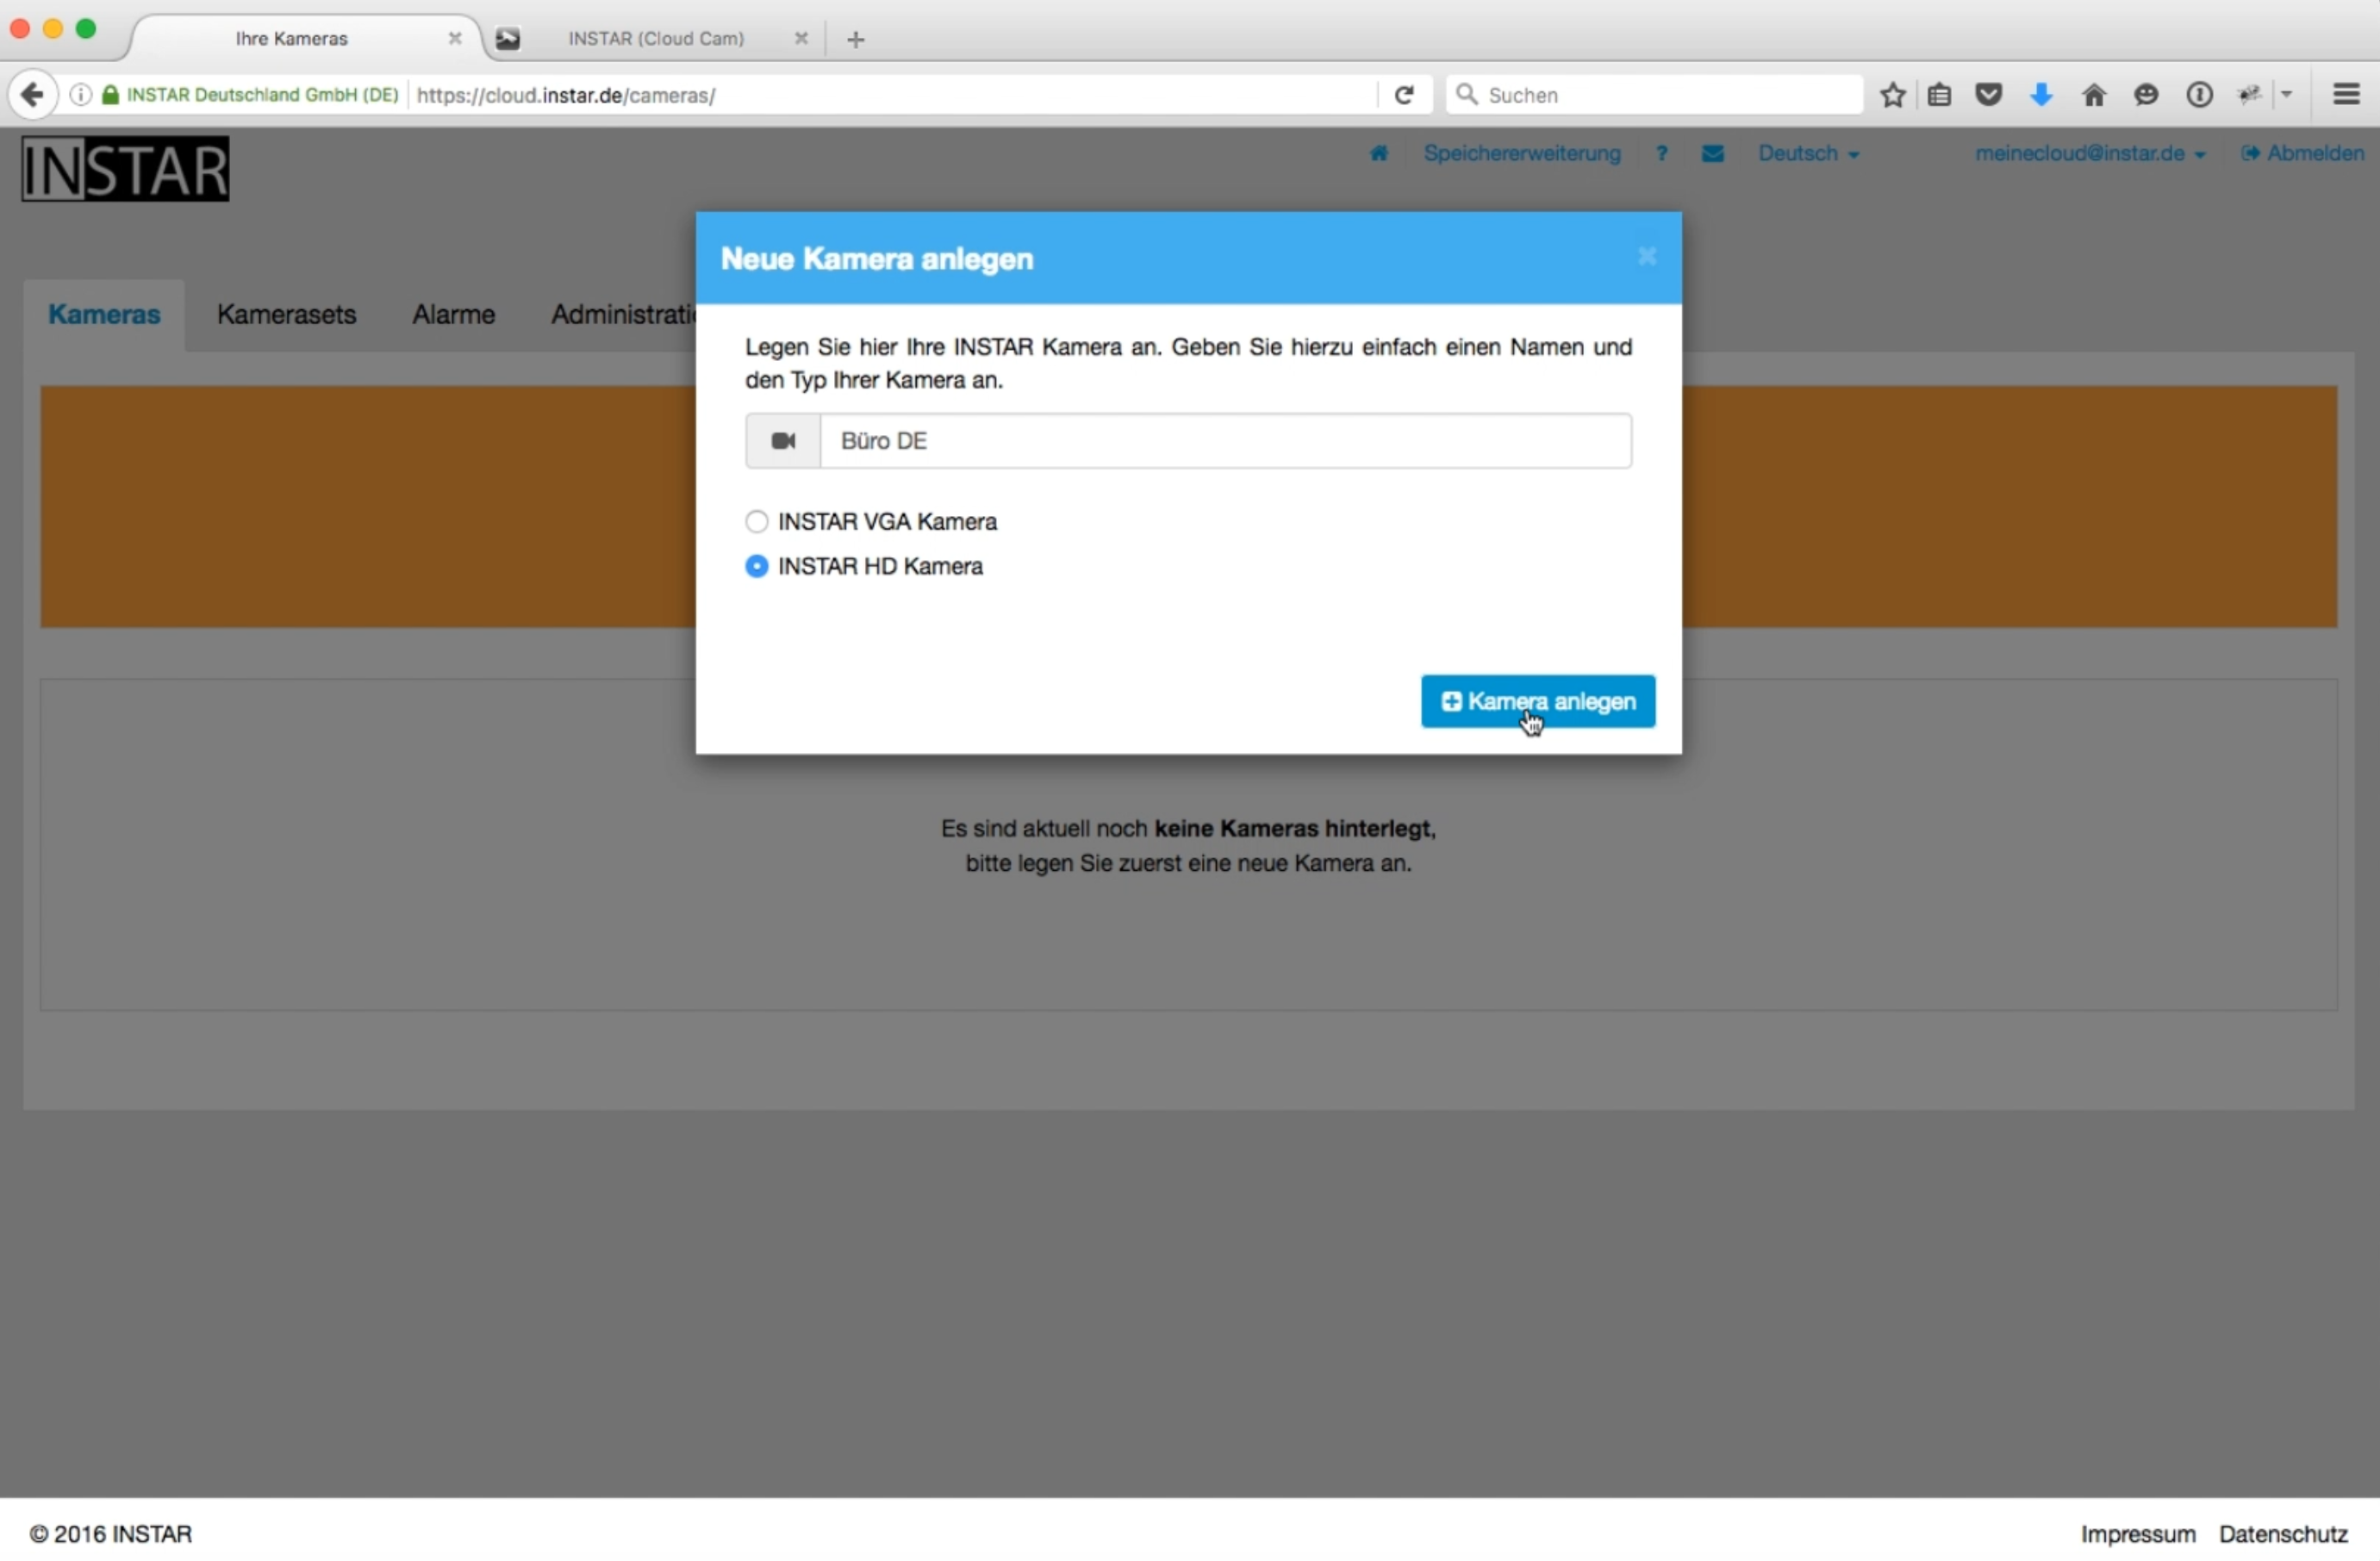 Ihre Kameras
INSTAR (Cloud Cam)
INSTAR Deutschland GmbH (DE)
https://cloud.instar.de/cameras/
Suchen
INSTAR
Speichererweiterung
?
Deutsch
meinecloud@instar.de
Abmelden
Neue Kamera anlegen
Kameras
Kamerasets
Alarme
Administrati
Legen Sie hier Ihre INSTAR Kamera an. Geben Sie hierzu einfach einen Namen und
den Typ Ihrer Kamera an.
Büro DE
INSTAR VGA Kamera
INSTAR HD Kamera
Kamera anlegen
Es sind aktuell noch keine Kameras hinterlegt,
bitte legen Sie zuerst eine neue Kamera an.
© 2016 INSTAR
Impressum
Datenschutz